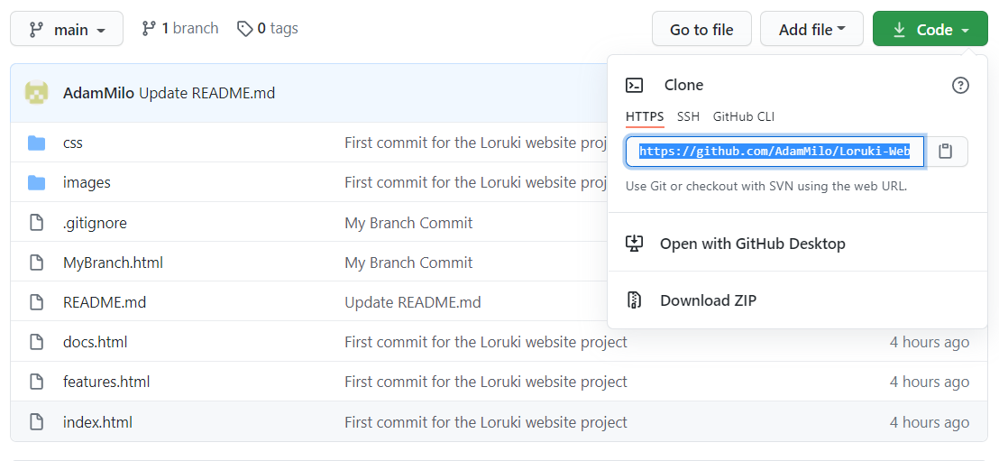 main 1 branch 0 tags Go to file Add file Code
AdamMilo Update README.md
Clone
HTTPS SSH GitHub CLI
https://github.com/AdamMilo/Loruki-Web
Use Git or checkout with SVN using the web URL.
Open with GitHub Desktop
Download ZIP
css First commit for the Loruki website proj
images First commit for the Loruki website proj
.gitignore My Branch Commit
MyBranch.html My Branch Commit
README.md Update README.md
docs.html First commit for the Loruki website project 4 hours ago
features.html First commit for the Loruki website project 4 hours ago
index.html First commit for the Loruki website project 4 hours ago